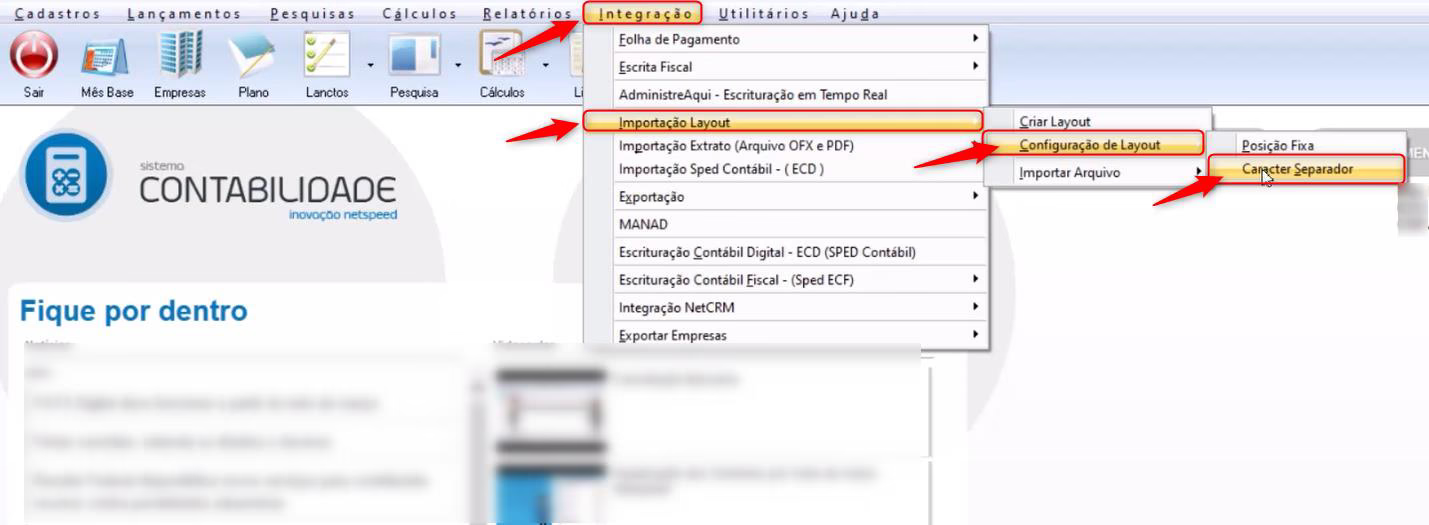 Cadastros Lançamentos Pesquisas Cálculos Relatórios Integração Utilitários Ajuda
Sair Mês Base Empresas Plano Lanctos Pesquisa Cálculos
Folha de Pagamento
Escrita Fiscal
AdministreAqui - Escrituração em Tempo Real
Importação Layout
Importação Extrato (Arquivo OFX e PDF)
Importação Sped Contábil - ( ECD )
Exportação
MANAD
Escrituração Contábil Digital - ECD (SPED Contábil)
Escrituração Contábil Fiscal - (Sped ECF)
Integração NetCRM
Exportar Empresas
Criar Layout
Configuração de Layout
Importar Arquivo
Posição Fixa
Caracter Separador
sistema
CONTABILIDADE
inovação netspeed
Fique por dentro